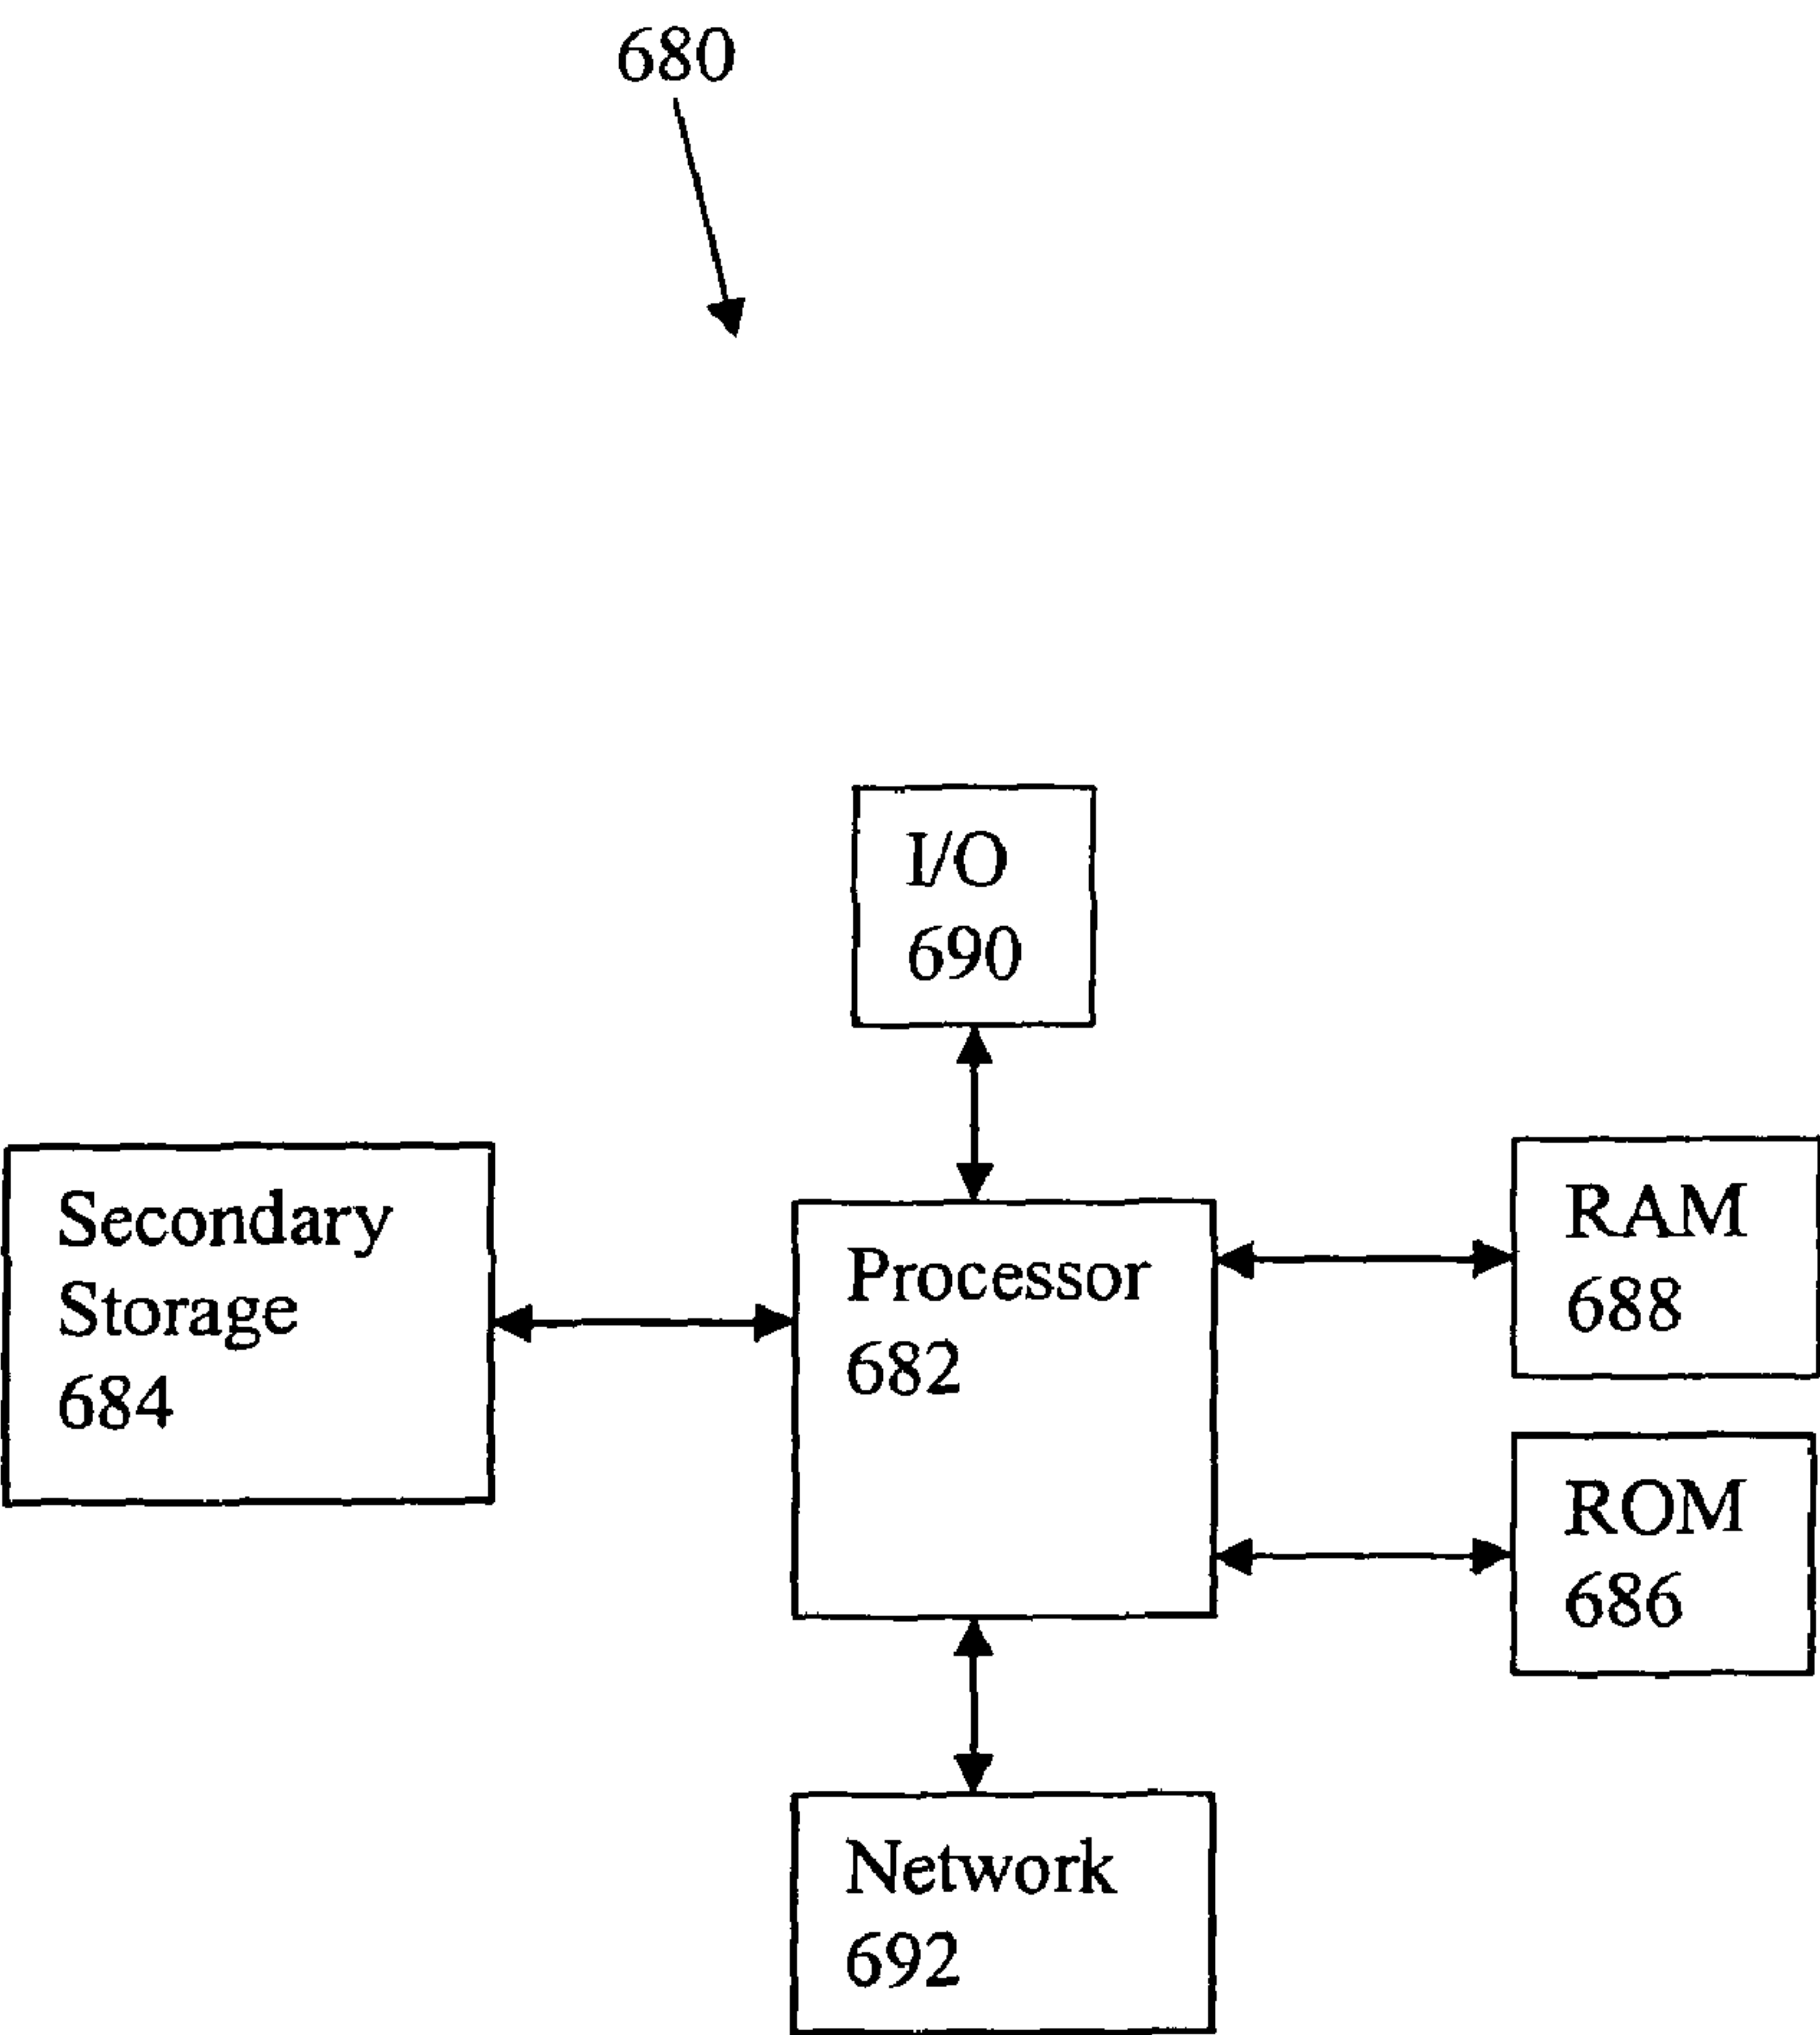 680
I/O
690
Secondary
Storage
684
Processor
682
RAM
688
ROM
686
Network
692